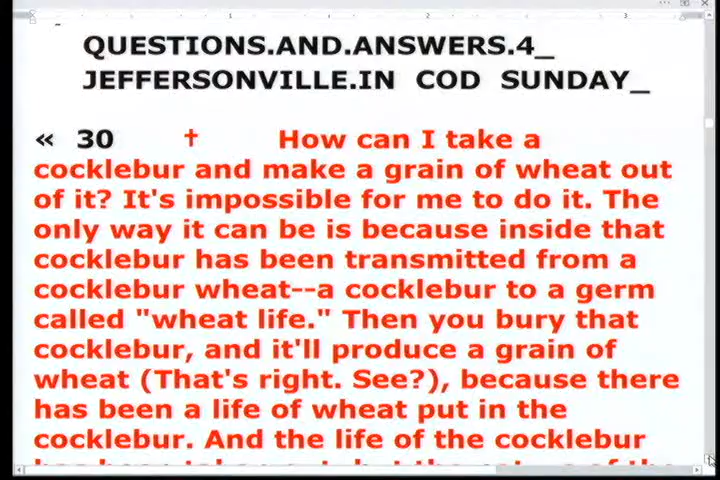 QUESTIONS.AND.ANSWERS.4_
JEFFERSONVILLE.IN COD SUNDAY_
« 30 † How can I take a
cocklebur and make a grain of wheat out
of it? It's impossible for me to do it. The
only way it can be is because inside that
cocklebur has been transmitted from a
cocklebur wheat--a cocklebur to a germ
called "wheat life." Then you bury that
cocklebur, and it'll produce a grain of
wheat (That's right. See?), because there
has been a life of wheat put in the
cocklebur. And the life of the cocklebur